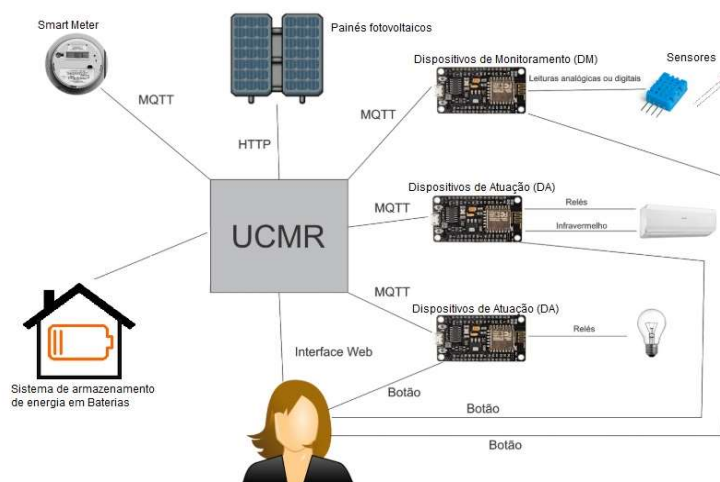 Smart Meter
Painés fotovoltaicos
Dispositivos de Monitoramento (DM)
Sensores
Leituras analógicas ou digitais
MQTT
MQTT
HTTP
Dispositivos de Atuação (DA)
MQTT
Relés
Infravermelho
UCMR
MQTT
Dispositivos de Atuação (DA)
Relés
Interface Web
Sistema de armazenamento
de energia em Baterias
Botão
Botão
Botão